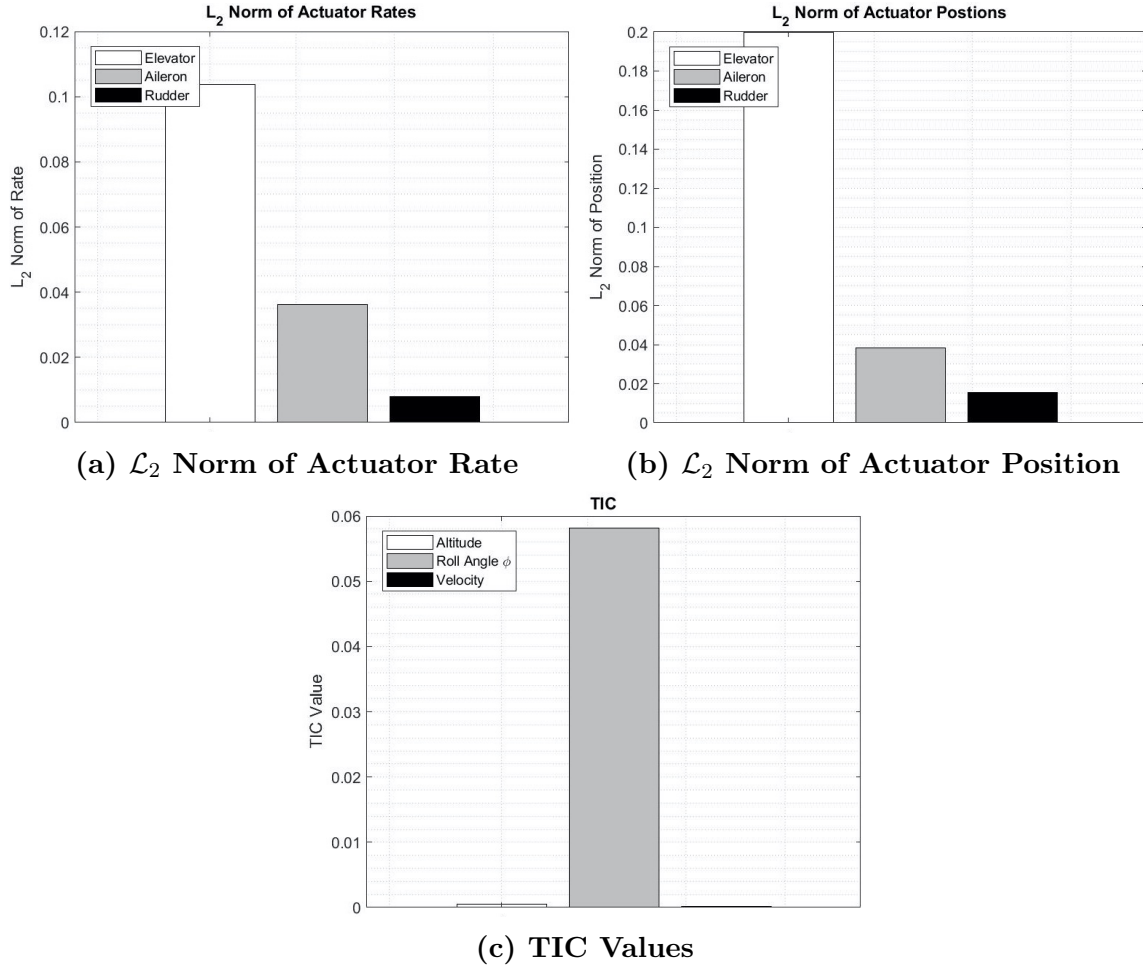 L2 Norm of Actuator Rates
0.12
0.1
0.08
0.06
0.04
0.02
0
L2 Norm of Rate
Elevator
Aileron
Rudder
(a) ℒ2 Norm of Actuator Rate
L2 Norm of Actuator Postions
0.2
0.18
0.16
0.14
0.12
0.1
0.08
0.06
0.04
0.02
0
L2 Norm of Position
Elevator
Aileron
Rudder
(b) ℒ2 Norm of Actuator Position
TIC
0.06
0.05
0.04
0.03
0.02
0.01
0
TIC Value
Altitude
Roll Angle ϕ
Velocity
(c) TIC Values